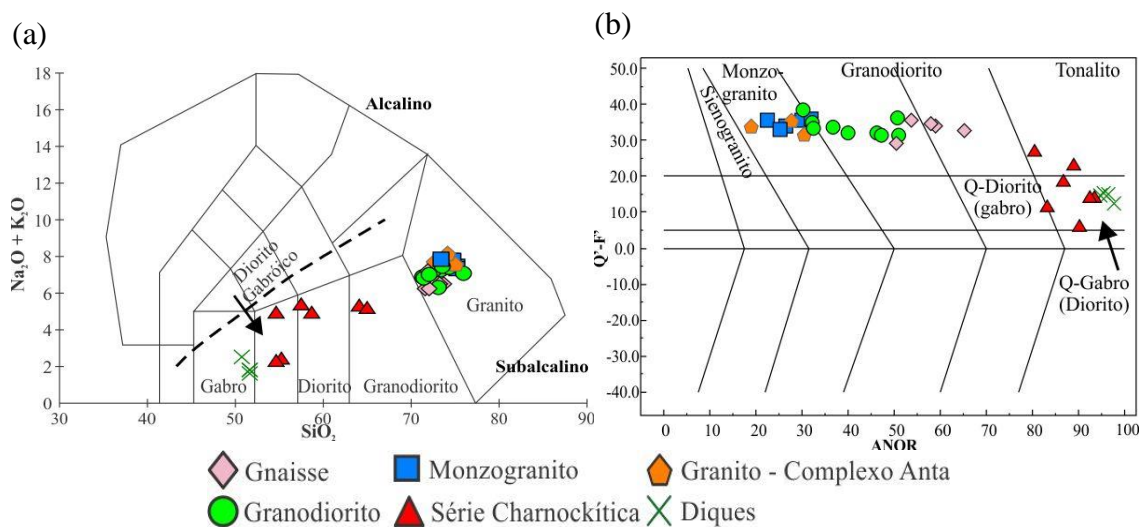 (a)
(b)
18
16
14
12
10
8
6
4
2
0
Na₂O + K₂O
30
40
50
60
70
80
90
SiO₂
Alcalino
Diorito
Gabróico
Granito
Subalcalino
Gabro
Diorito
Granodiorito
50.0
40.0
30.0
20.0
10.0
0.0
-10.0
-20.0
-30.0
-40.0
Q'-F'
0
10
20
30
40
50
60
70
80
90
100
ANOR
Sienogranito
Monzo-
granito
Granodiorito
Tonalito
Q-Diorito
(gabro)
Q-Gabro
(Diorito)
Gnaisse
Monzogranito
Granito - Complexo Anta
Granodiorito
Série Charnockítica
Diques